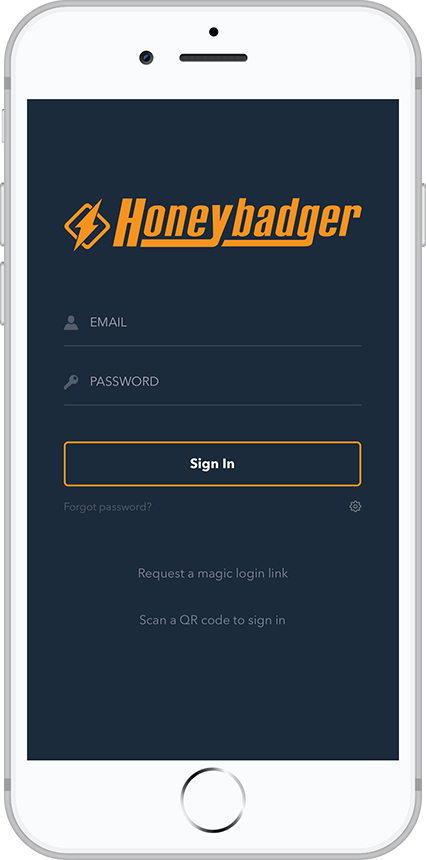 Honeybadger
EMAIL
PASSWORD
Sign In
Forgot password?
Request a magic login link
Scan a QR code to sign in